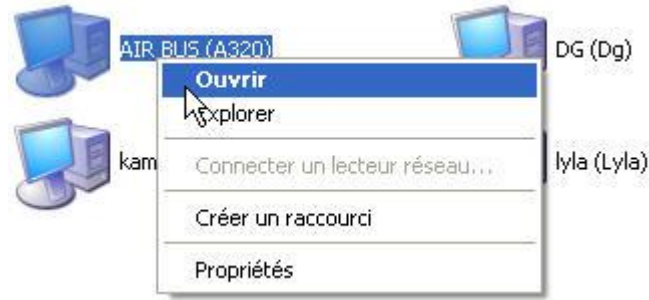 AIR BUS (A320)
DG (Dg)
Ouvrir
Explorer
kam
Connecter un lecteur réseau...
lyla (Lyla)
Créer un raccourci
Propriétés